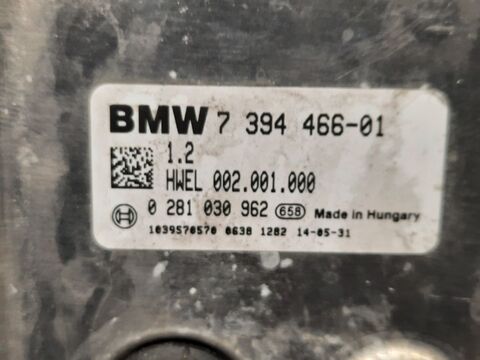 BMW 7 394 466-01
1.2
HWEL 002.001.000
0 281 030 962 658 Made in Hungary
1039S70570 0638 1282 14-05-31